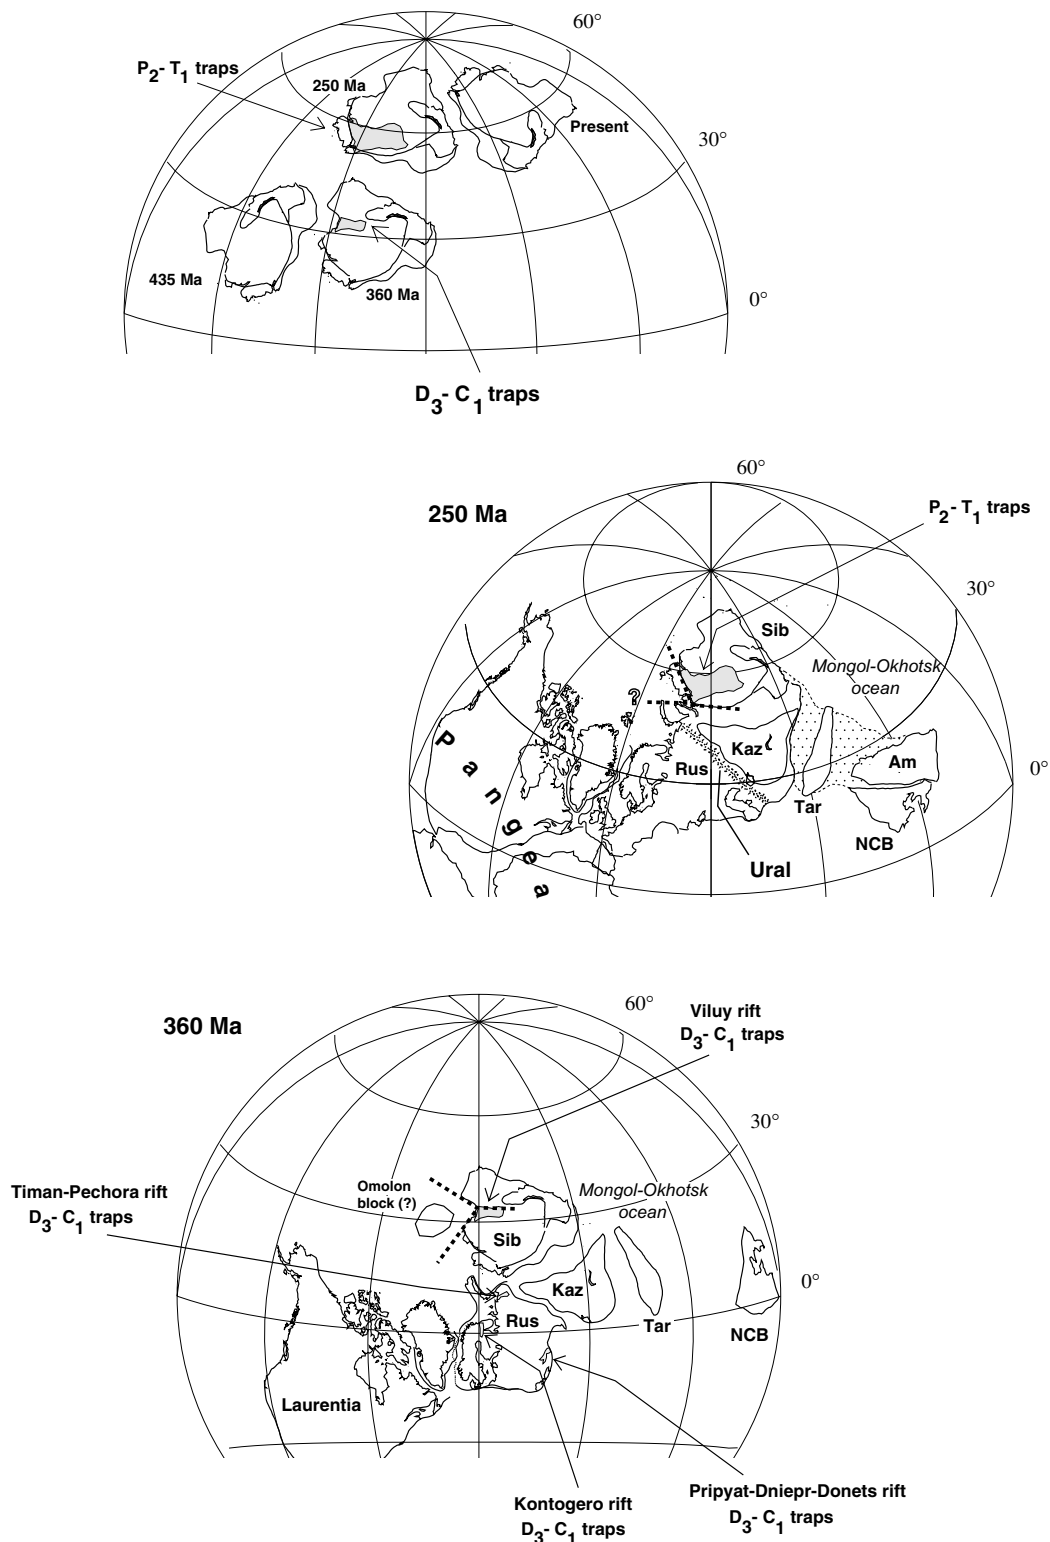 60°
P2- T1 traps
250 Ma
Present
30°
435 Ma
360 Ma
0°
D3- C1 traps
60°
250 Ma
P2- T1 traps
30°
Sib
Mongol-Okhotsk
ocean
?
Pangea
Kaz
Rus
Am
0°
Tar
NCB
Ural
360 Ma
60°
Viluy rift
D3- C1 traps
30°
Timan-Pechora rift
D3- C1 traps
Omolon
block (?)
Mongol-Okhotsk
ocean
Sib
Kaz
0°
Rus
Tar
NCB
Laurentia
Pripyat-Dniepr-Donets rift
D3- C1 traps
Kontogero rift
D3- C1 traps